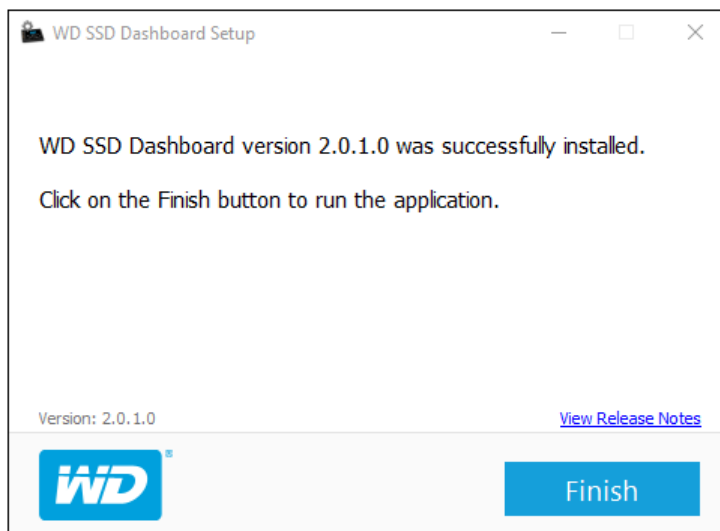 WD SSD Dashboard Setup
WD SSD Dashboard version 2.0.1.0 was successfully installed.
Click on the Finish button to run the application.
Version: 2.0.1.0
View Release Notes
WD®
Finish